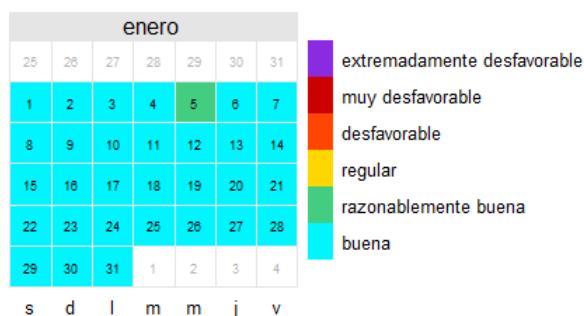 enero
25 26 27 28 29 30 31
1 2 3 4 5 6 7
8 9 10 11 12 13 14
15 16 17 18 19 20 21
22 23 24 25 26 27 28
29 30 31 1 2 3 4
s d l m m j v
extremadamente desfavorable
muy desfavorable
desfavorable
regular
razonablemente buena
buena